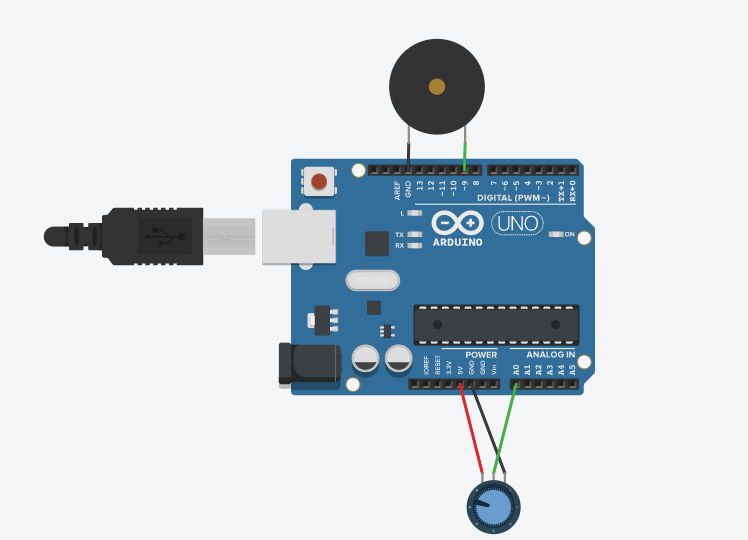 AREF
GND
13
12
~11
~10
~9
8
7
~6
~5
4
~3
2
TX→1
RX←0
DIGITAL (PWM~)
L
TX
RX
ARDUINO
UNO
ON
IOREF
RESET
3.3V
5V
GND
GND
Vin
POWER
ANALOG IN
A0
A1
A2
A3
A4
A5